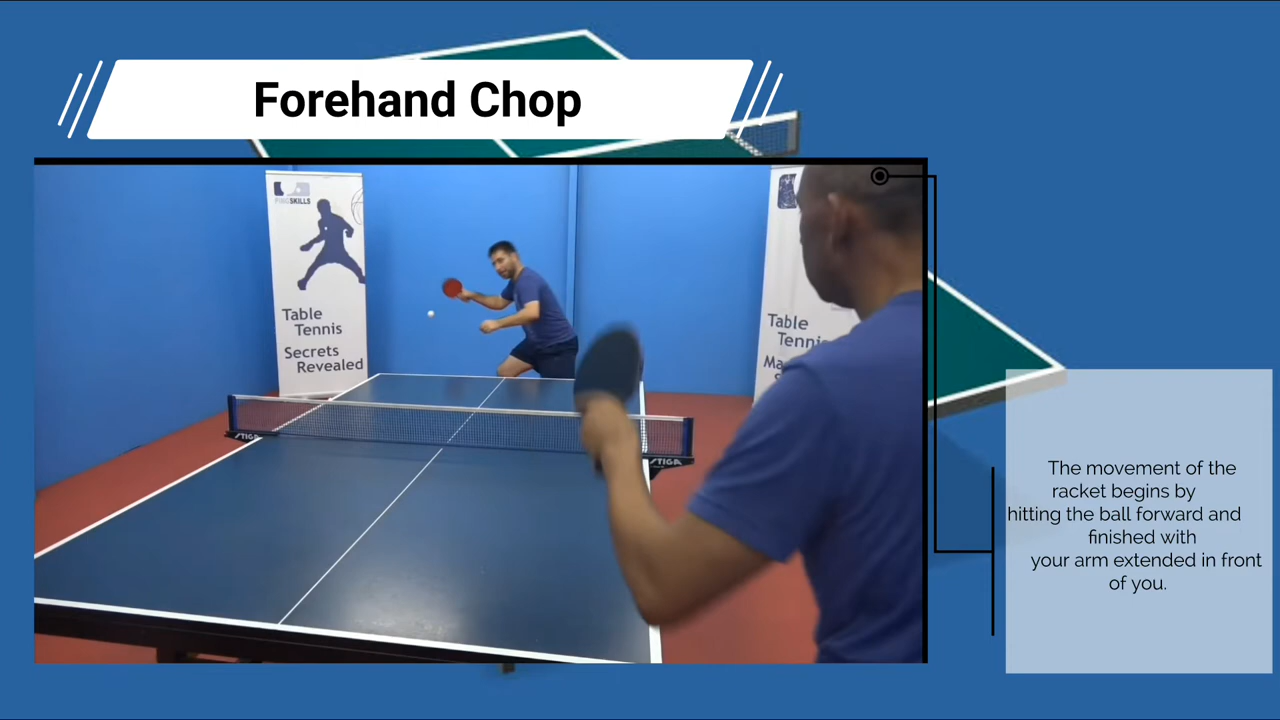 Forehand Chop
PINGSKILLS
Table
Tennis
Secrets
Revealed
Table
STIGA
STIGA
The movement of the
racket begins by
hitting the ball forward and
finished with
your arm extended in front
of you.